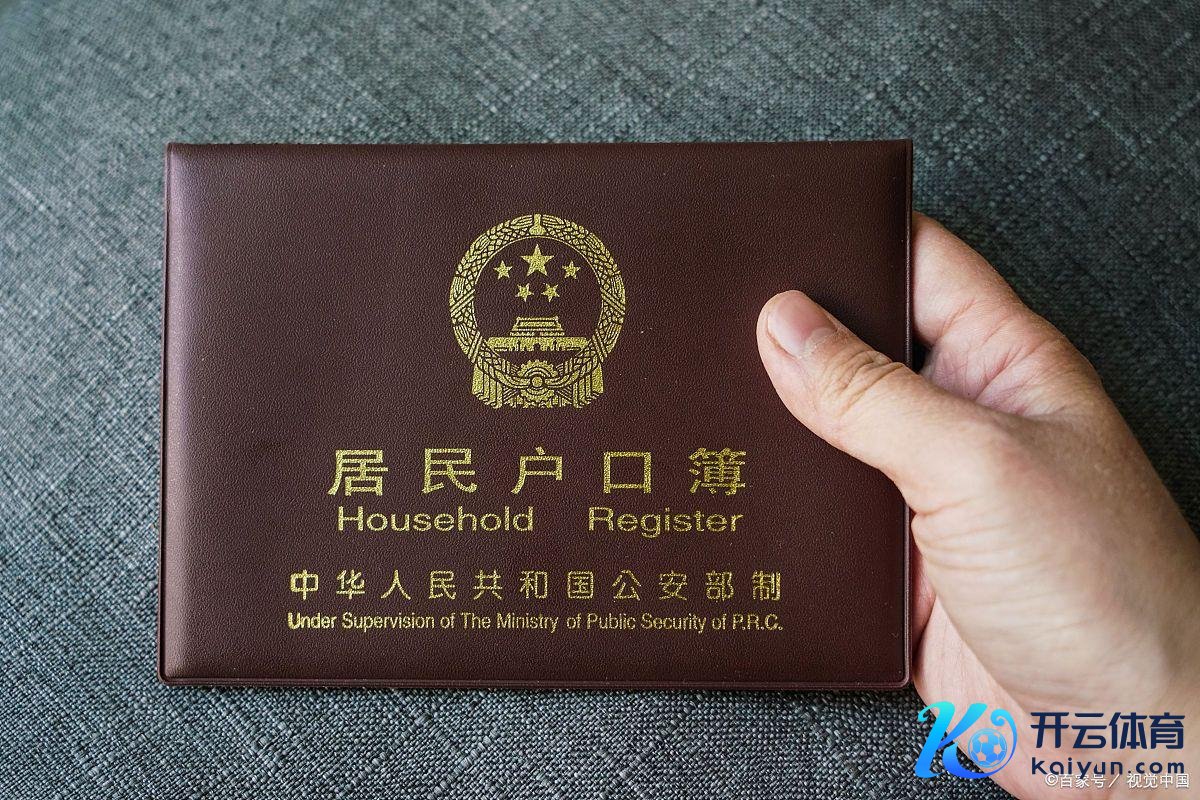 居民户口簿
Household Register
中华人民共和国公安部制
Under Supervision of The Ministry of Public Security of P.R.C.
开云体育
kaiyun.com
©百家号／视觉中国